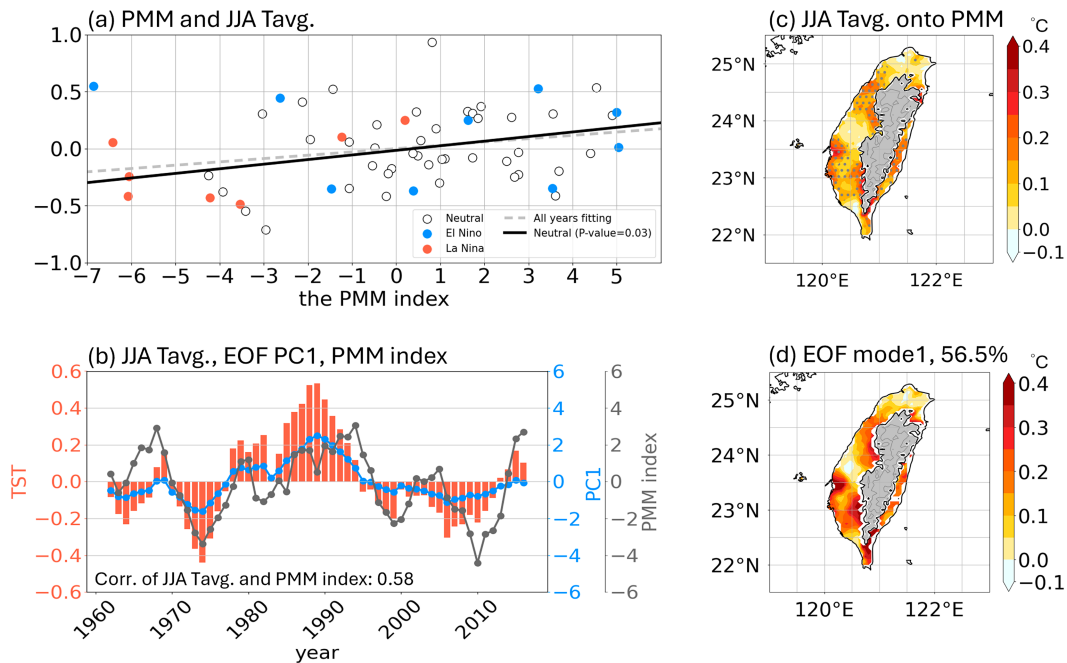 (a) PMM and JJA Tavg.
1.0
0.5
0.0
−0.5
−1.0
Neutral
El Nino
La Nina
All years fitting
Neutral (P-value=0.03)
−7 −6 −5 −4 −3 −2 −1 0 1 2 3 4 5
the PMM index
(c) JJA Tavg. onto PMM
°C
25°N
24°N
23°N
22°N
120°E 122°E
0.4
0.3
0.2
0.1
0.0
−0.1
(b) JJA Tavg., EOF PC1, PMM index
TST
0.6
0.4
0.2
0.0
−0.2
−0.4
−0.6
6
4
2
0
−2
−4
−6
PC1
6
4
2
0
−2
−4
−6
PMM index
Corr. of JJA Tavg. and PMM index: 0.58
1960 1970 1980 1990 2000 2010
year
(d) EOF mode1, 56.5%
°C
25°N
24°N
23°N
22°N
120°E 122°E
0.4
0.3
0.2
0.1
0.0
−0.1